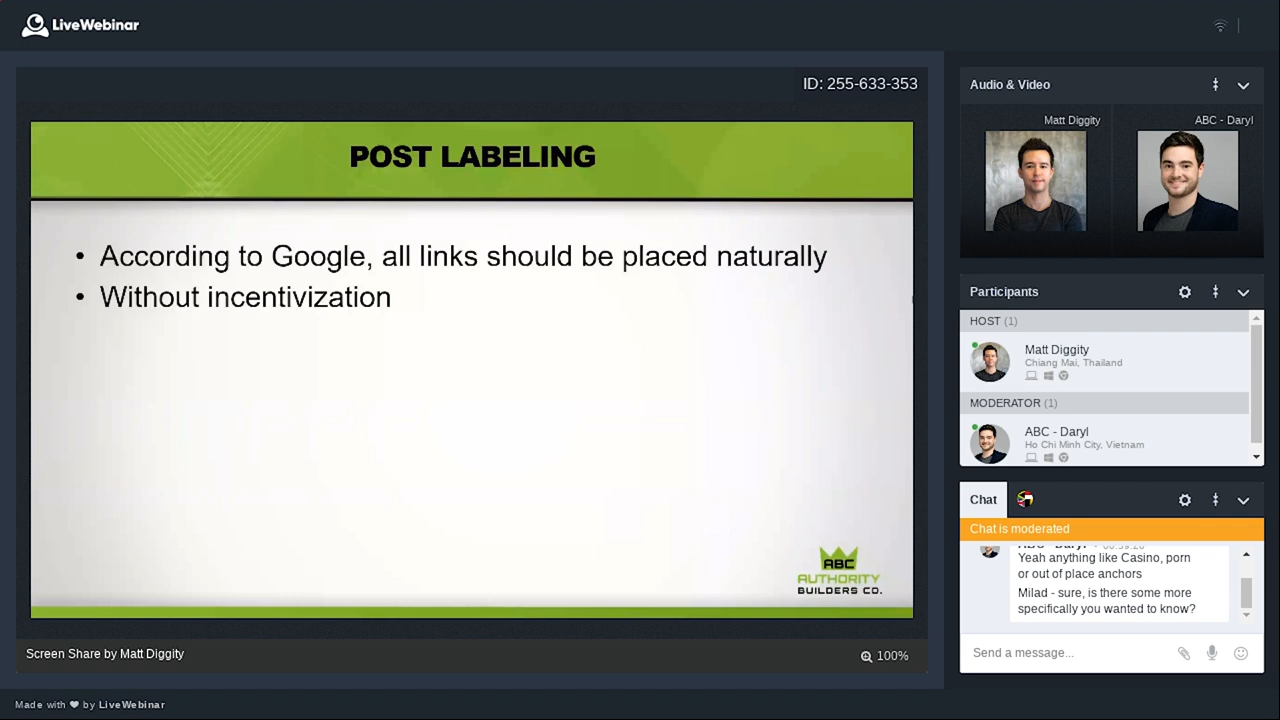 LiveWebinar
ID: 255-633-353
POST LABELING
• According to Google, all links should be placed naturally
• Without incentivization
ABC
AUTHORITY
BUILDERS CO.
Screen Share by Matt Diggity
100%
Audio & Video
Matt Diggity
ABC - Daryl
Participants
HOST (1)
Matt Diggity
Chiang Mai, Thailand
MODERATOR (1)
ABC - Daryl
Ho Chi Minh City, Vietnam
Chat
Chat is moderated
Yeah anything like Casino, porn
or out of place anchors
Milad - sure, is there some more
specifically you wanted to know?
Send a message...
Made with ❤ by LiveWebinar